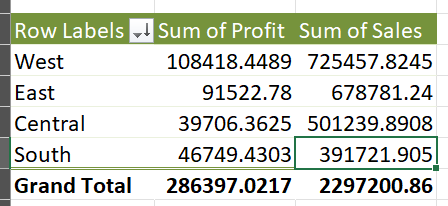 Row Labels Sum of Profit Sum of Sales
West 108418.4489 725457.8245
East 91522.78 678781.24
Central 39706.3625 501239.8908
South 46749.4303 391721.905
Grand Total 286397.0217 2297200.86